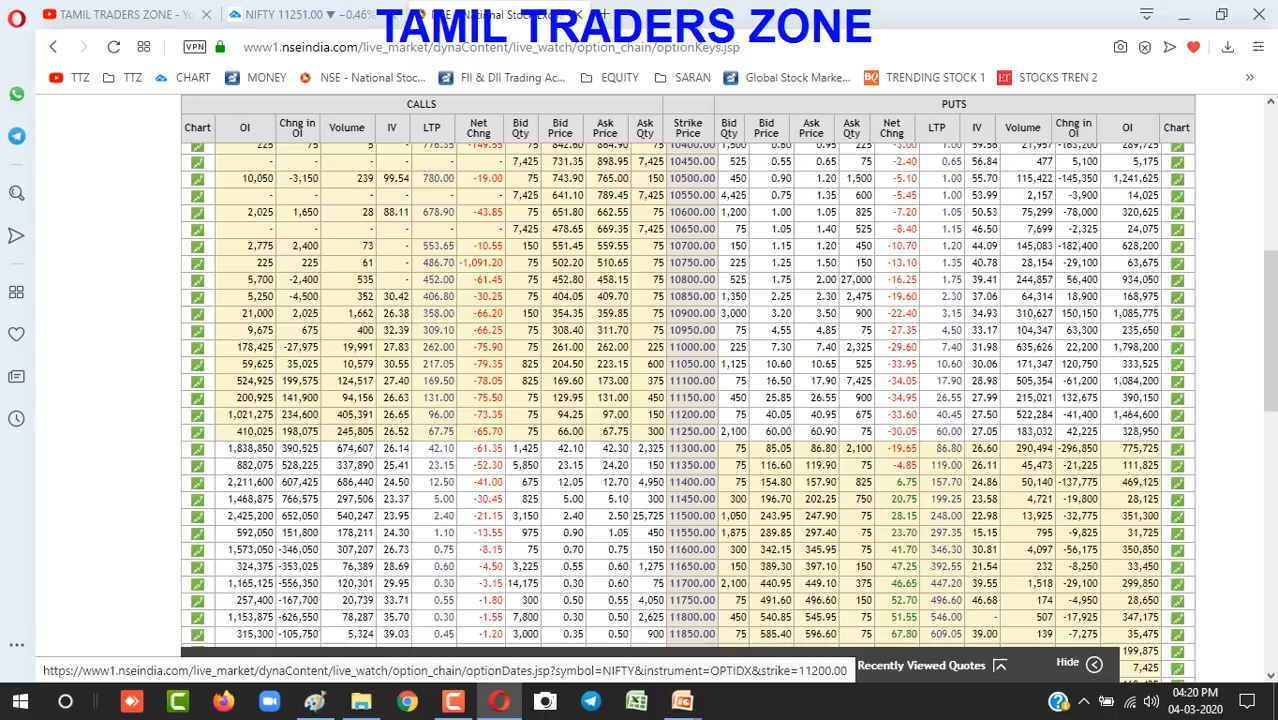 TAMIL TRADERS ZONE - Yo
NIFTY 11251.00 ▼ −0.46%
TAMIL TRADERS ZONE
VPN
www1.nseindia.com/live_market/dynaContent/live_watch/option_chain/optionKeys.jsp
TTZ TTZ CHART MONEY NSE - National Stoc... FII & DII Trading Ac... EQUITY SARAN Global Stock Marke... TRENDING STOCK 1 STOCKS TREN 2 »
CALLS PUTS
Chart OI Chng in OI Volume IV LTP Net Chng Bid Qty Bid Price Ask Price Ask Qty Strike Price Bid Qty Bid Price Ask Price Ask Qty Net Chng LTP IV Volume Chng in OI OI Chart
225 75 5 - 776.35 -149.55 75 842.60 864.90 75 10400.00 1,500 0.60 0.95 225 -3.00 1.00 59.58 21,957 -163,200 289,725
- - - - - - 7,425 731.35 898.95 7,425 10450.00 525 0.55 0.95 75 -2.40 0.65 56.84 477 5,100 5,175
10,050 -3,150 239 99.54 780.00 -19.00 75 743.90 765.00 150 10500.00 450 0.90 1.20 1,500 -5.10 1.00 55.70 115,422 -145,350 1,241,625
- - - - - - 75 641.10 789.45 7,425 10550.00 4,425 0.75 1.35 600 -5.45 1.00 53.99 2,157 -3,900 14,025
2,025 1,650 28 88.11 678.90 -43.85 75 651.80 662.55 75 10600.00 1,200 1.00 1.05 825 -7.20 1.05 50.53 75,299 -78,000 320,625
- - - - - - 7,425 478.65 669.35 7,425 10650.00 75 1.05 1.40 525 -8.40 1.15 46.50 7,699 -2,325 24,075
2,775 2,400 73 - 553.65 -10.55 150 551.45 559.55 75 10700.00 150 1.15 1.20 450 -10.70 1.20 44.09 145,083 -182,400 628,200
225 225 61 - 486.70 -1,091.20 75 502.20 510.65 75 10750.00 225 1.25 1.50 150 -13.10 1.35 40.78 28,154 -29,100 63,675
5,700 -2,400 535 - 452.00 -61.45 75 452.80 458.15 75 10800.00 525 1.75 2.00 27,000 -16.25 1.75 39.41 244,857 56,400 934,050
5,250 -4,500 352 30.42 406.80 -30.25 75 404.05 409.70 75 10850.00 1,350 2.25 2.30 2,475 -19.60 2.30 37.06 64,314 18,900 168,975
21,000 2,025 1,662 26.38 358.00 -66.20 150 354.35 359.85 75 10900.00 3,000 3.20 3.50 900 -22.40 3.15 34.93 310,627 150,150 1,085,775
9,675 675 400 32.39 309.10 -66.25 75 308.40 311.70 75 10950.00 75 4.55 4.85 75 -27.35 4.50 33.17 104,347 63,300 235,650
178,425 -27,975 19,991 27.83 262.00 -75.90 75 261.00 262.00 225 11000.00 225 7.30 7.40 2,325 -29.60 7.40 31.98 635,626 22,200 1,798,200
59,625 35,025 10,579 30.55 217.05 -79.35 825 204.50 223.15 600 11050.00 1,125 10.60 10.65 525 -33.95 10.60 30.06 171,347 120,750 333,525
524,925 199,575 124,517 27.40 169.50 -78.05 825 169.60 173.00 375 11100.00 75 16.50 17.90 7,425 -34.05 17.90 28.98 505,354 -61,200 1,084,200
200,925 141,900 94,156 26.63 131.00 -75.50 150 129.95 131.00 450 11150.00 450 25.85 26.55 900 -34.95 26.55 27.99 215,021 132,675 390,150
1,021,275 234,600 405,391 26.65 96.00 -73.35 75 94.25 97.00 150 11200.00 75 40.05 40.95 675 -33.60 40.45 27.50 522,284 -41,400 1,464,600
410,025 198,075 245,808 26.52 67.75 -65.70 75 66.00 67.75 300 11250.00 2,100 60.00 60.90 75 -30.05 60.00 27.05 183,032 42,225 328,950
1,838,850 390,525 674,607 26.14 42.10 -61.35 1,425 42.10 42.30 2,325 11300.00 75 85.05 86.80 2,100 -19.65 86.80 26.60 290,494 -296,850 775,725
882,075 528,225 337,890 25.41 23.15 -52.30 5,850 23.15 24.20 150 11350.00 75 116.60 119.90 75 -4.85 119.00 26.11 45,473 -21,225 111,825
2,211,600 607,425 686,440 24.50 12.50 -41.00 675 12.05 12.70 4,950 11400.00 75 154.80 157.90 825 6.75 157.70 24.86 50,140 -137,775 469,125
1,468,875 766,575 297,506 23.37 5.00 -30.45 825 5.00 5.10 300 11450.00 300 196.70 202.25 750 20.75 199.25 23.58 4,721 -19,800 28,125
2,425,200 652,050 540,247 23.95 2.40 -21.15 3,150 2.40 2.50 25,725 11500.00 1,050 243.95 247.90 75 28.15 248.00 22.98 13,925 -32,775 351,300
592,050 151,800 178,211 24.30 1.10 -13.55 975 0.90 1.05 450 11550.00 1,875 289.85 297.40 75 23.70 297.35 15.15 795 -9,825 31,725
1,573,050 -346,050 307,207 26.73 0.75 -8.15 75 0.70 0.75 150 11600.00 300 342.15 345.95 75 41.70 346.30 30.81 4,097 -56,175 350,850
324,375 -353,025 76,389 28.69 0.60 -4.50 3,225 0.55 0.60 1,275 11650.00 150 389.30 397.10 150 47.25 392.55 21.54 232 -8,250 33,450
1,165,125 -556,350 120,301 29.95 0.30 -3.15 14,175 0.30 0.60 75 11700.00 2,100 440.95 449.10 375 46.65 447.20 39.55 1,518 -29,100 299,850
257,400 -167,700 20,739 33.71 0.55 -1.80 300 0.50 0.55 4,050 11750.00 75 491.60 496.60 150 52.70 496.60 46.68 174 -4,950 28,650
1,153,875 -626,550 78,287 35.70 0.30 -1.55 7,800 0.30 0.50 2,625 11800.00 450 540.85 545.95 75 51.55 546.00 - 507 -17,925 347,175
315,300 -105,750 5,324 39.03 0.45 -1.20 3,000 0.35 0.50 900 11850.00 75 585.40 596.60 75 67.80 609.05 39.00 139 -7,275 35,475
199,875
7,425
https://www1.nseindia.com/live_market/dynaContent/live_watch/option_chain/optionDates.jsp?symbol=NIFTY&instrument=OPTIDX&strike=11200.00
Recently Viewed Quotes Hide
04:20 PM
04-03-2020